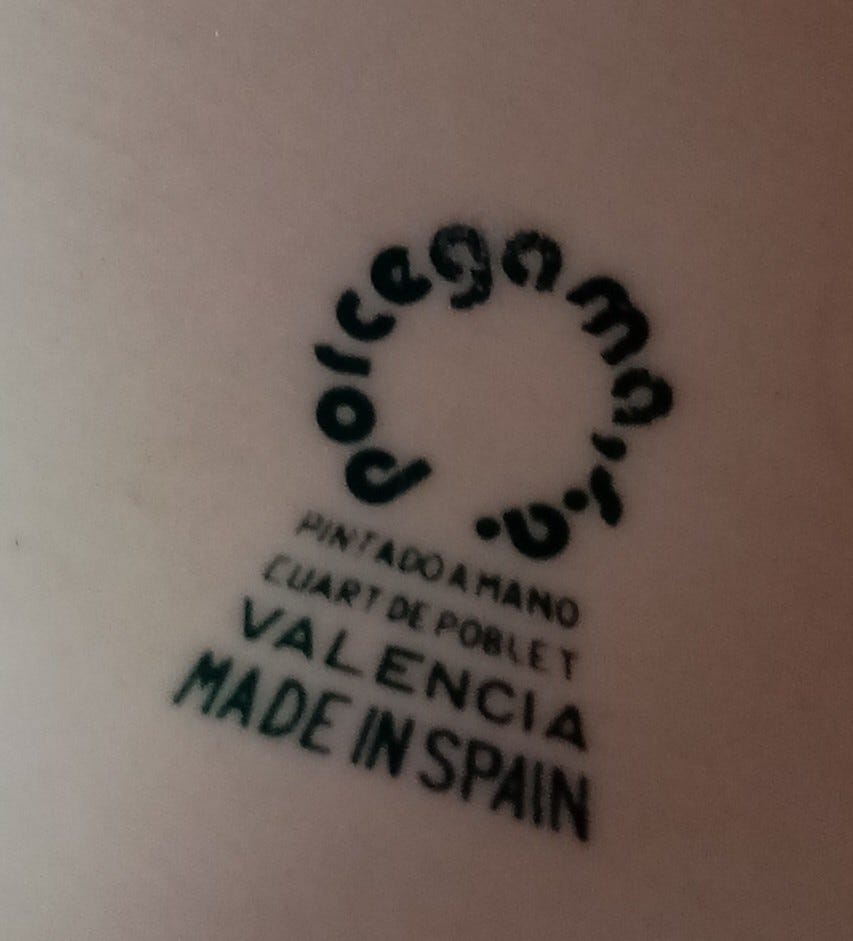 porcegama, s.a.
PINTADO A MANO
CUART DE POBLET
VALENCIA
MADE IN SPAIN